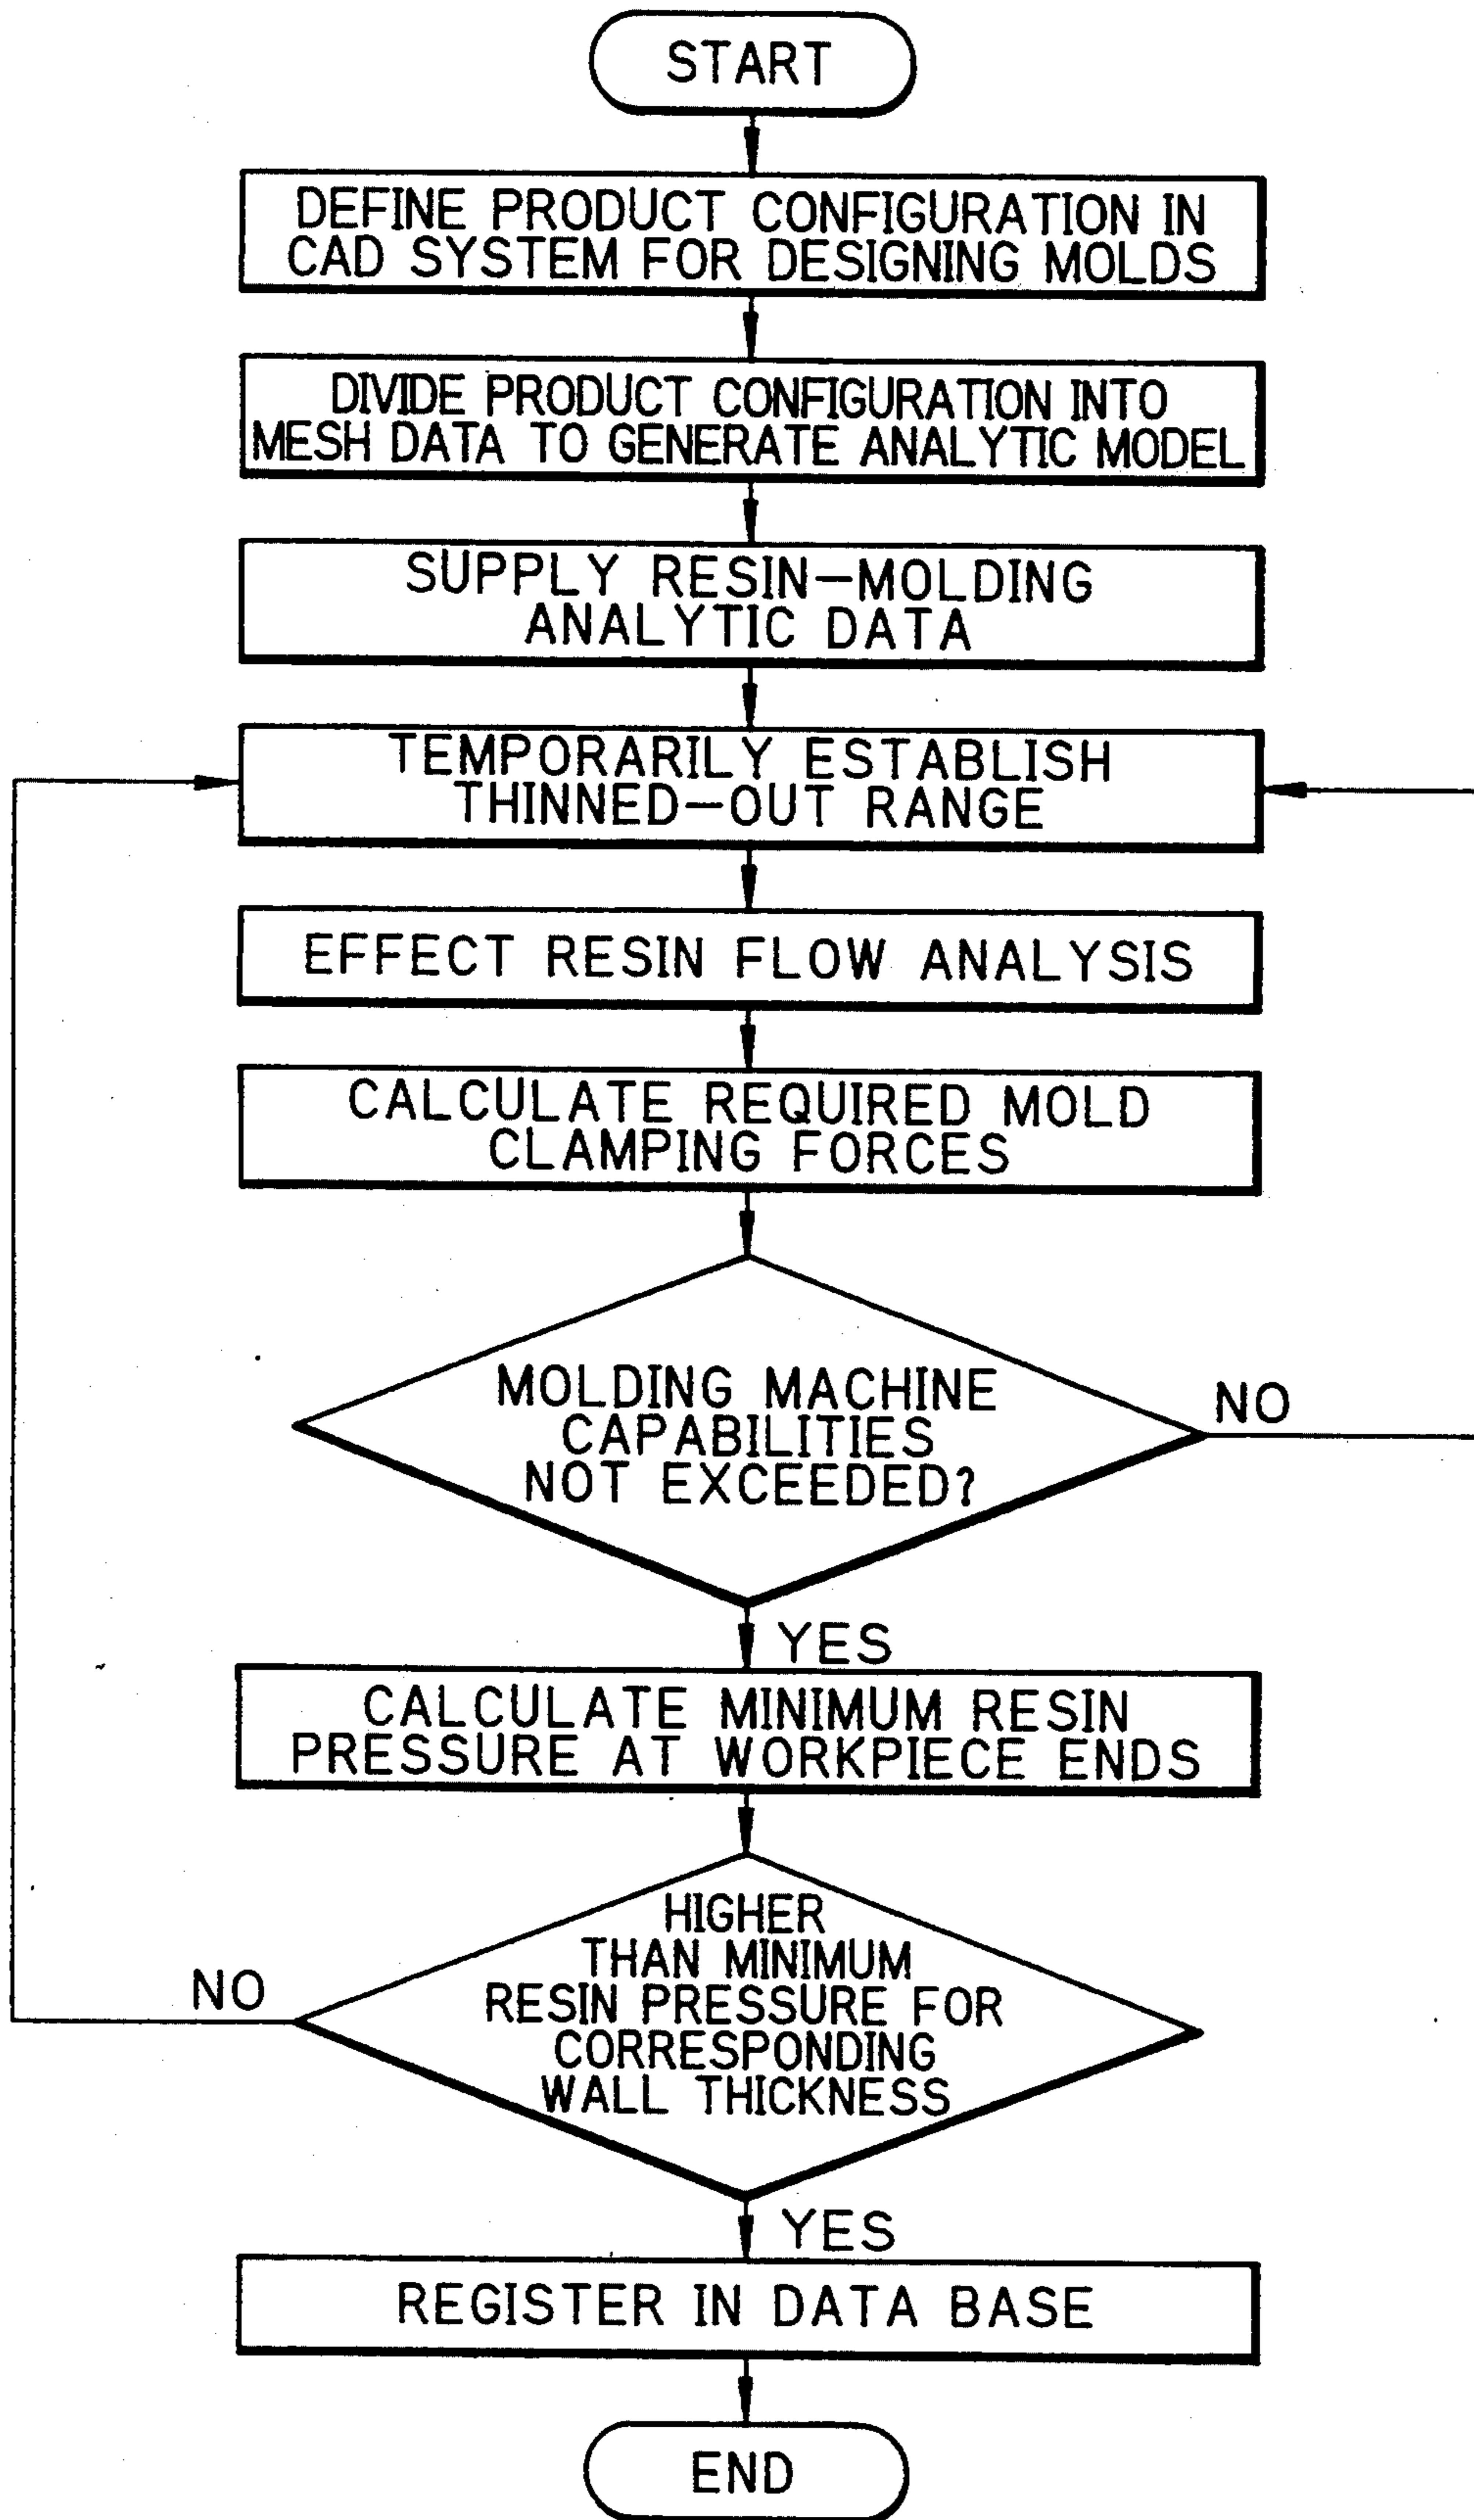 START
DEFINE PRODUCT CONFIGURATION IN
CAD SYSTEM FOR DESIGNING MOLDS
DIVIDE PRODUCT CONFIGURATION INTO
MESH DATA TO GENERATE ANALYTIC MODEL
SUPPLY RESIN-MOLDING
ANALYTIC DATA
TEMPORARILY ESTABLISH
THINNED-OUT RANGE
EFFECT RESIN FLOW ANALYSIS
CALCULATE REQUIRED MOLD
CLAMPING FORCES
MOLDING MACHINE
CAPABILITIES
NOT EXCEEDED?
NO
YES
CALCULATE MINIMUM RESIN
PRESSURE AT WORKPIECE ENDS
HIGHER
THAN MINIMUM
RESIN PRESSURE FOR
CORRESPONDING
WALL THICKNESS
NO
YES
REGISTER IN DATA BASE
END